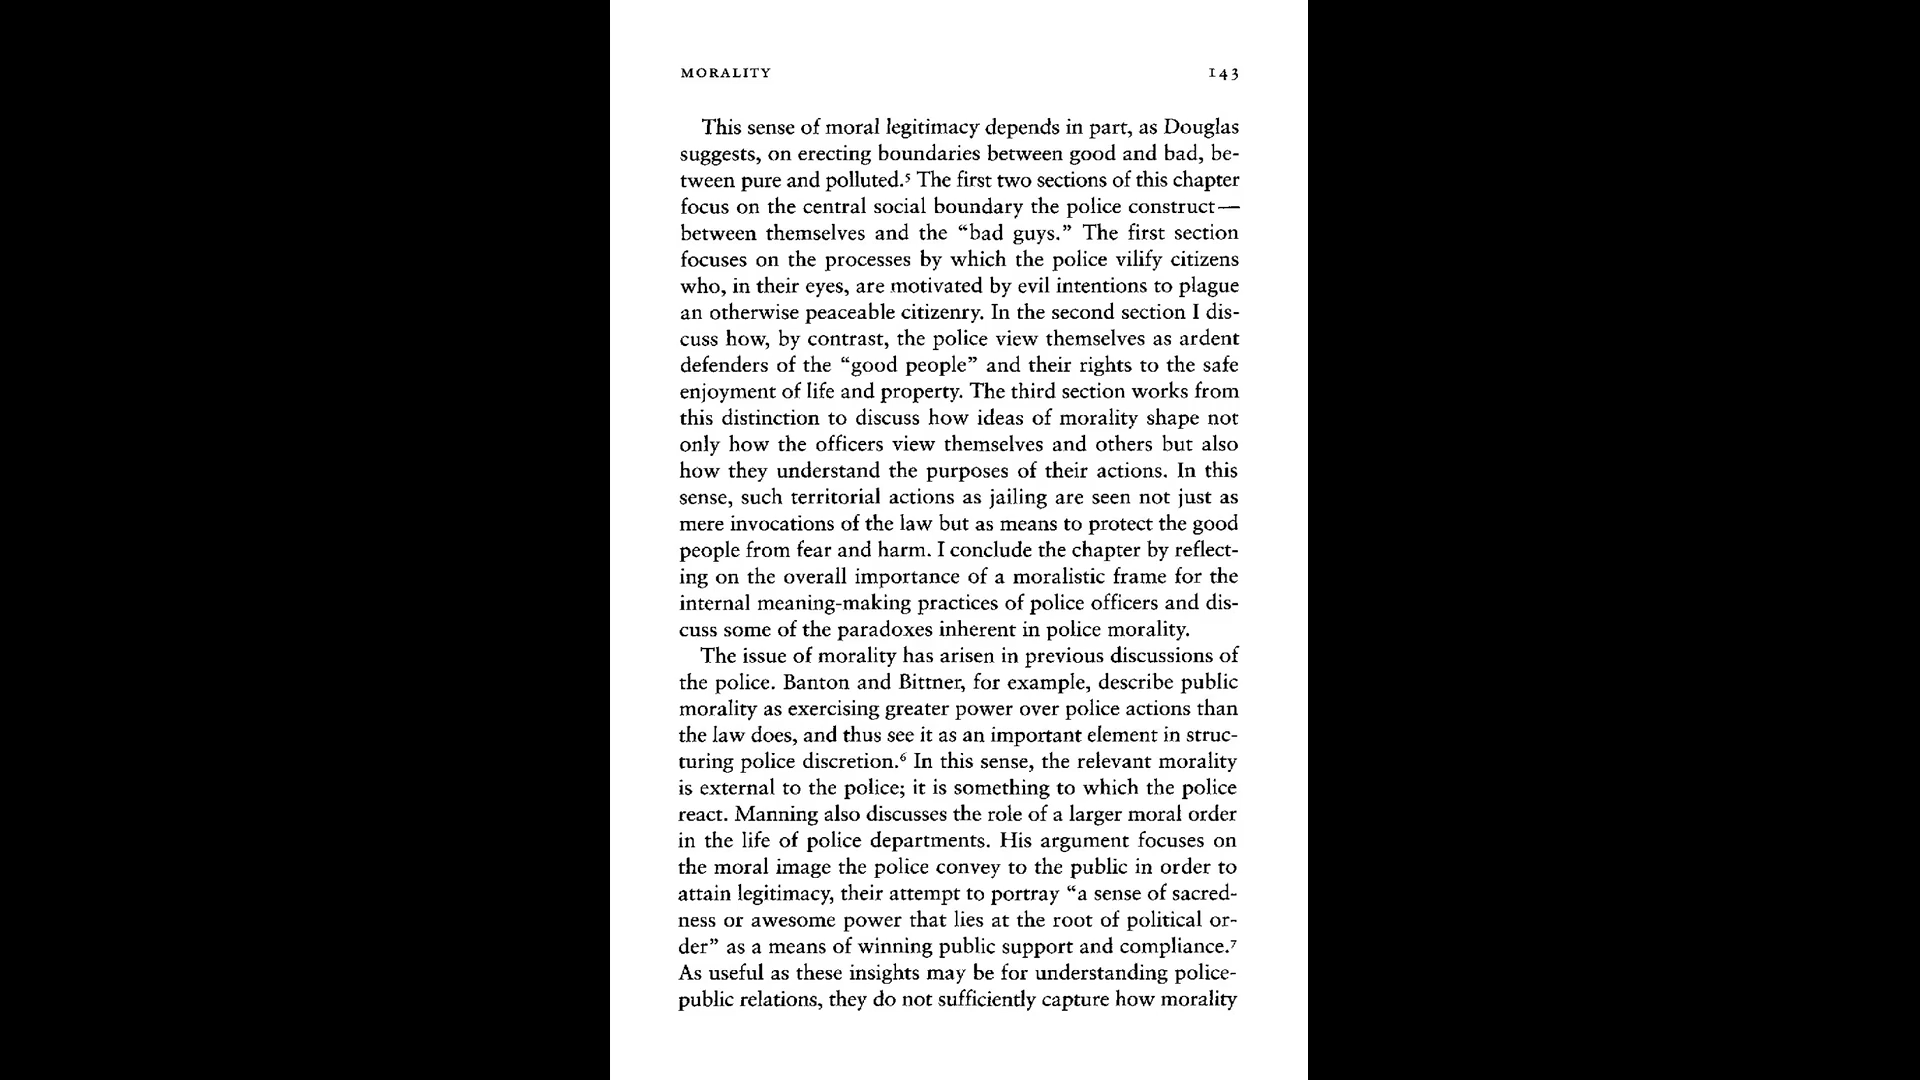 MORALITY 143
This sense of moral legitimacy depends in part, as Douglas
suggests, on erecting boundaries between good and bad, be-
tween pure and polluted.⁵ The first two sections of this chapter
focus on the central social boundary the police construct—
between themselves and the “bad guys.” The first section
focuses on the processes by which the police vilify citizens
who, in their eyes, are motivated by evil intentions to plague
an otherwise peaceable citizenry. In the second section I dis-
cuss how, by contrast, the police view themselves as ardent
defenders of the “good people” and their rights to the safe
enjoyment of life and property. The third section works from
this distinction to discuss how ideas of morality shape not
only how the officers view themselves and others but also
how they understand the purposes of their actions. In this
sense, such territorial actions as jailing are seen not just as
mere invocations of the law but as means to protect the good
people from fear and harm. I conclude the chapter by reflect-
ing on the overall importance of a moralistic frame for the
internal meaning-making practices of police officers and dis-
cuss some of the paradoxes inherent in police morality.
The issue of morality has arisen in previous discussions of
the police. Banton and Bittner, for example, describe public
morality as exercising greater power over police actions than
the law does, and thus see it as an important element in struc-
turing police discretion.⁶ In this sense, the relevant morality
is external to the police; it is something to which the police
react. Manning also discusses the role of a larger moral order
in the life of police departments. His argument focuses on
the moral image the police convey to the public in order to
attain legitimacy, their attempt to portray “a sense of sacred-
ness or awesome power that lies at the root of political or-
der” as a means of winning public support and compliance.⁷
As useful as these insights may be for understanding police-
public relations, they do not sufficiently capture how morality